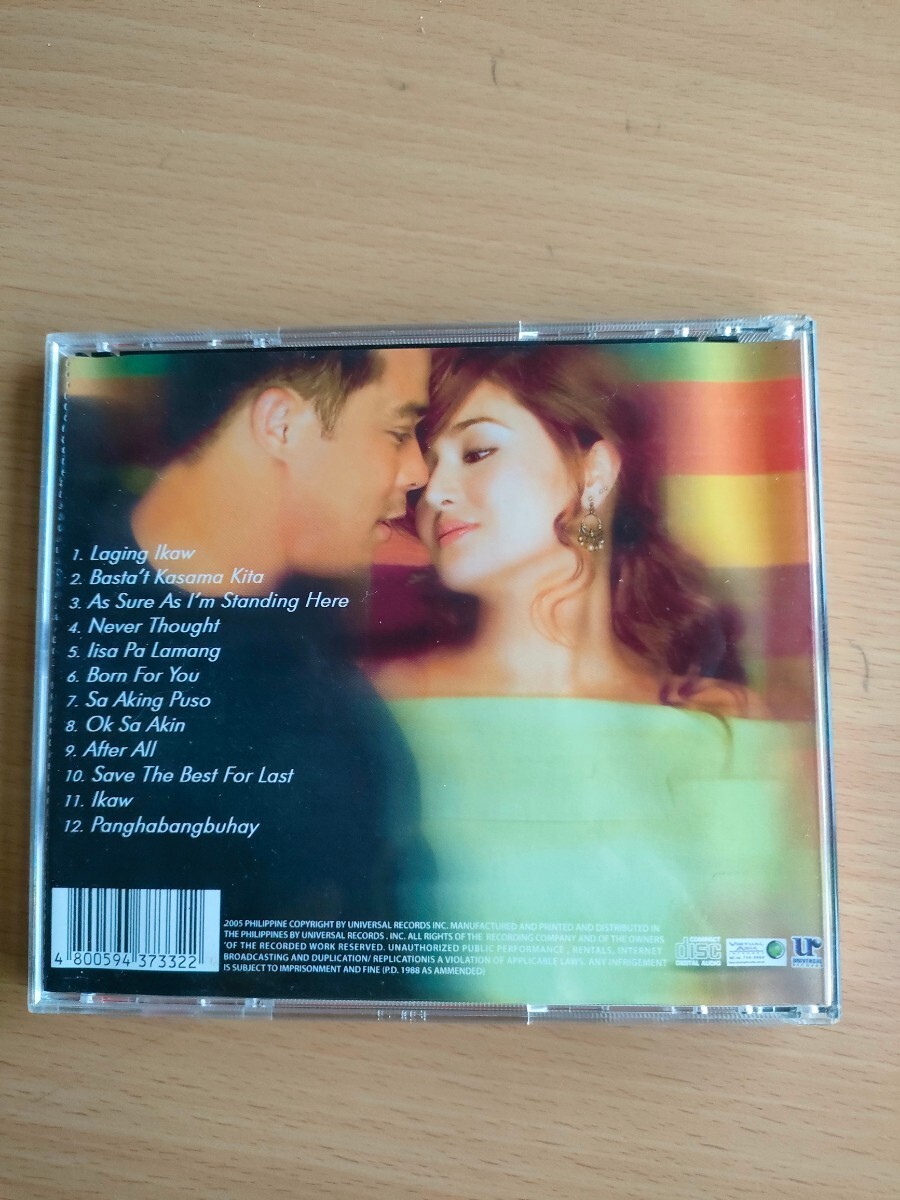 1. Laging Ikaw
2. Basta't Kasama Kita
3. As Sure As I'm Standing Here
4. Never Thought
5. Iisa Pa Lamang
6. Born For You
7. Sa Aking Puso
8. Ok Sa Akin
9. After All
10. Save The Best For Last
11. Ikaw
12. Panghabangbuhay
4 800594 373322
2005 PHILIPPINE COPYRIGHT BY UNIVERSAL RECORDS INC. MANUFACTURED AND PRINTED AND DISTRIBUTED IN
THE PHILIPPINES BY UNIVERSAL RECORDS . INC. ALL RIGHTS OF THE RECORDING COMPANY AND OF THE OWNERS
'OF THE RECORDED WORK RESERVED. UNAUTHORIZED PUBLIC PERFORMANCE , RENTALS. INTERNET
BROADCASTING AND DUPLICATION/ REPLICATIONIS A VIOLATION OF APPLICABLE LAWS. ANY INFRIGEMENT
IS SUBJECT TO IMPRISONMENT AND FINE (P.D. 1988 AS AMMENDED)
COMPACT
disc
DIGITAL AUDIO
ur
UNIVERSAL
RECORDS